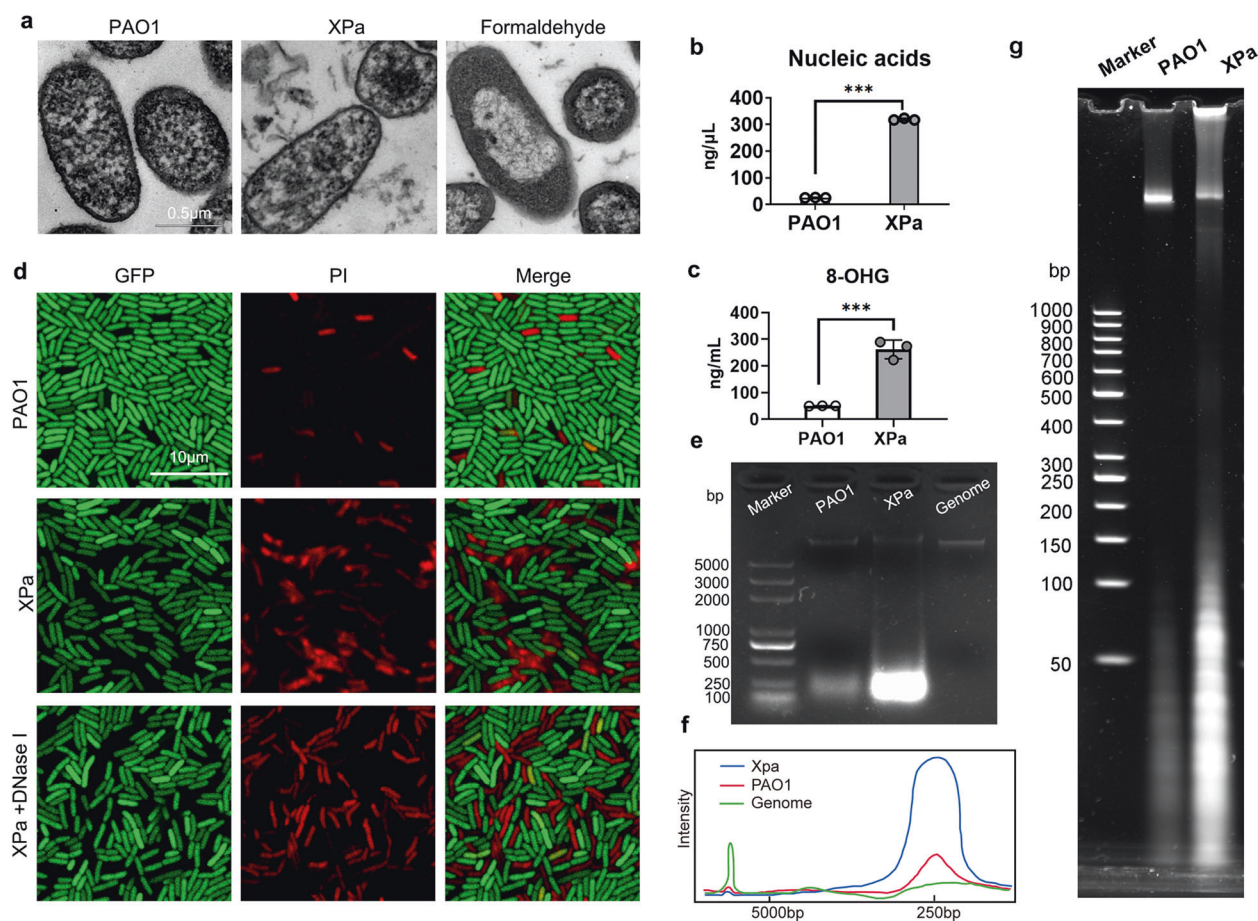 a
PAO1 XPa Formaldehyde
0.5μm
b
Nucleic acids
***
ng/μL
400
300
200
100
0
PAO1 XPa
c
8-OHG
***
ng/mL
400
300
200
100
0
PAO1 XPa
d
GFP PI Merge
PAO1
10μm
XPa
XPa +DNase I
e
bp
Marker PAO1 XPa Genome
5000
3000
2000
1000
750
500
250
100
f
Intensity
Xpa
PAO1
Genome
5000bp 250bp
g
Marker PAO1 XPa
bp
1000
900
800
700
600
500
400
300
250
200
150
100
50